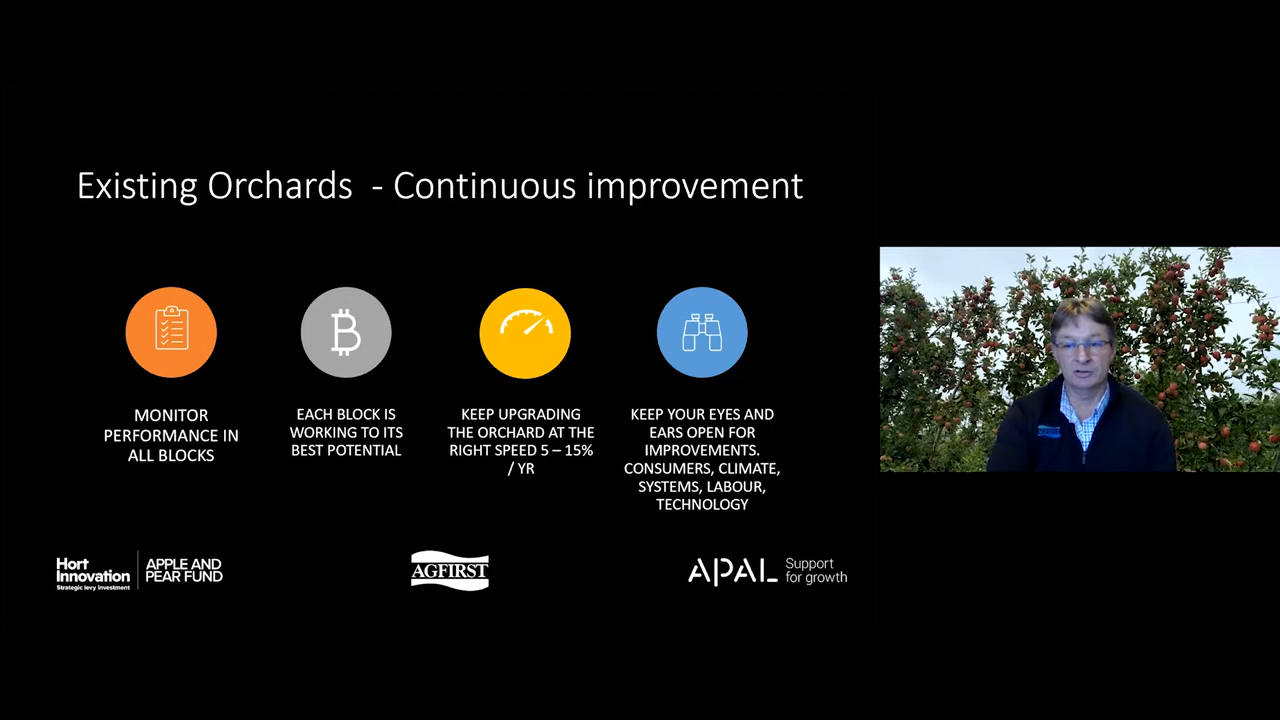 Existing Orchards - Continuous improvement
MONITOR
PERFORMANCE IN
ALL BLOCKS
EACH BLOCK IS
WORKING TO ITS
BEST POTENTIAL
KEEP UPGRADING
THE ORCHARD AT THE
RIGHT SPEED 5 – 15%
/ YR
KEEP YOUR EYES AND
EARS OPEN FOR
IMPROVEMENTS.
CONSUMERS, CLIMATE,
SYSTEMS, LABOUR,
TECHNOLOGY
Hort
Innovation
Strategic levy investment
APPLE AND
PEAR FUND
AGFIRST
APAL
Support
for growth